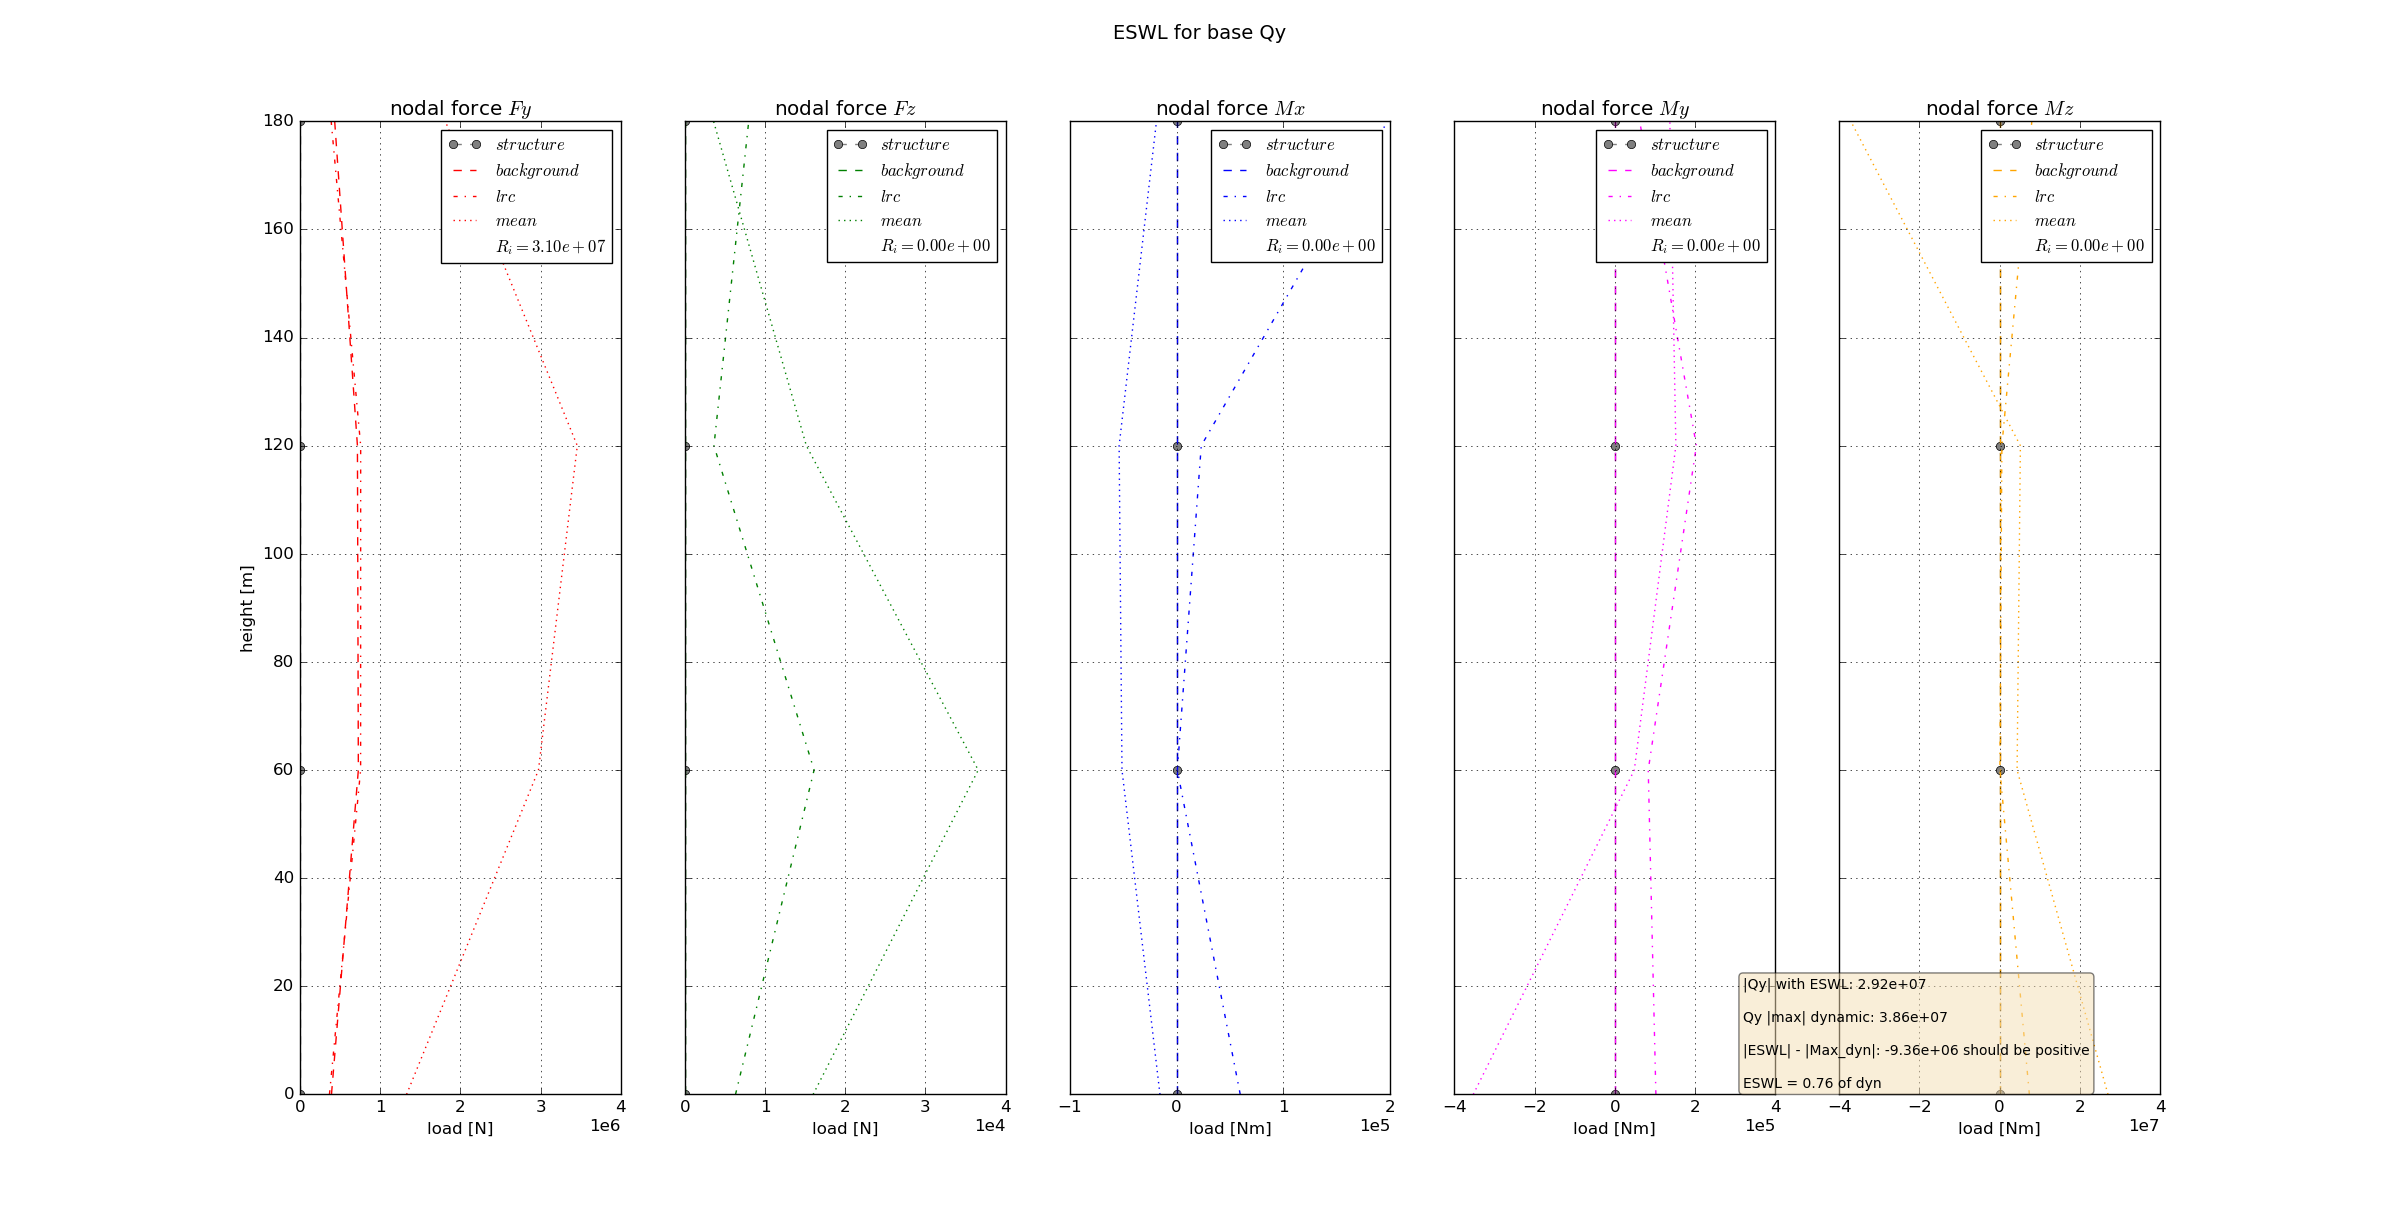 ESWL for base Qy
nodal force Fy
nodal force Fz
nodal force Mx
nodal force My
nodal force Mz
structure
background
lrc
mean
R_i = 3.10e + 07
structure
background
lrc
mean
R_i = 0.00e + 00
structure
background
lrc
mean
R_i = 0.00e + 00
structure
background
lrc
mean
R_i = 0.00e + 00
structure
background
lrc
mean
R_i = 0.00e + 00
180
160
140
120
100
80
60
40
20
0
height [m]
0 1 2 3 4
load [N] 1e6
0 1 2 3 4
load [N] 1e4
−1 0 1 2
load [Nm] 1e5
−4 −2 0 2 4
load [Nm] 1e5
−4 −2 0 2 4
load [Nm] 1e7
|Qy| with ESWL: 2.92e+07
Qy |max| dynamic: 3.86e+07
|ESWL| - |Max_dyn|: -9.36e+06 should be positive
ESWL = 0.76 of dyn